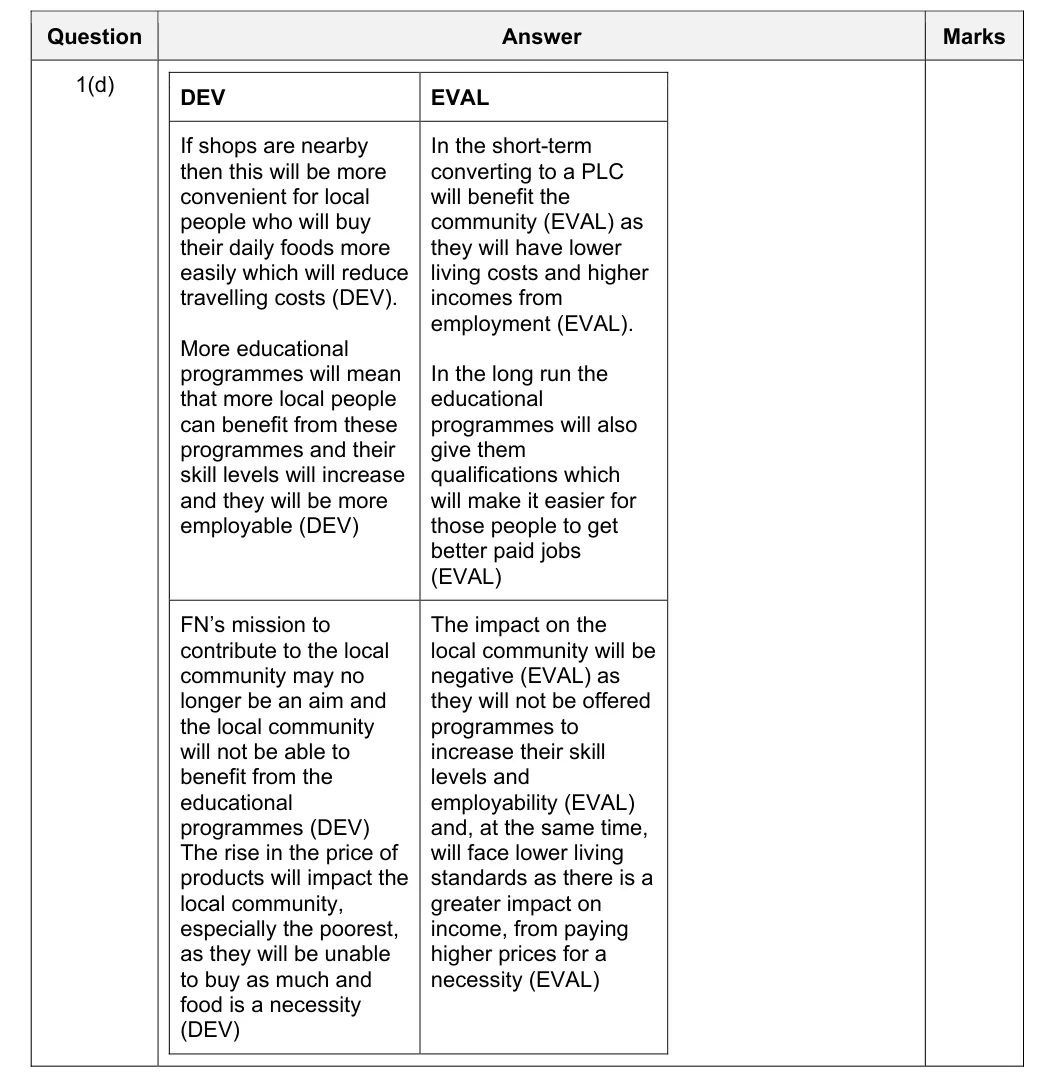 Question Answer Marks
1(d)
DEV EVAL
If shops are nearby
then this will be more
convenient for local
people who will buy
their daily foods more
easily which will reduce
travelling costs (DEV).
More educational
programmes will mean
that more local people
can benefit from these
programmes and their
skill levels will increase
and they will be more
employable (DEV)
In the short-term
converting to a PLC
will benefit the
community (EVAL) as
they will have lower
living costs and higher
incomes from
employment (EVAL).
In the long run the
educational
programmes will also
give them
qualifications which
will make it easier for
those people to get
better paid jobs
(EVAL)
FN’s mission to
contribute to the local
community may no
longer be an aim and
the local community
will not be able to
benefit from the
educational
programmes (DEV)
The rise in the price of
products will impact the
local community,
especially the poorest,
as they will be unable
to buy as much and
food is a necessity
(DEV)
The impact on the
local community will be
negative (EVAL) as
they will not be offered
programmes to
increase their skill
levels and
employability (EVAL)
and, at the same time,
will face lower living
standards as there is a
greater impact on
income, from paying
higher prices for a
necessity (EVAL)